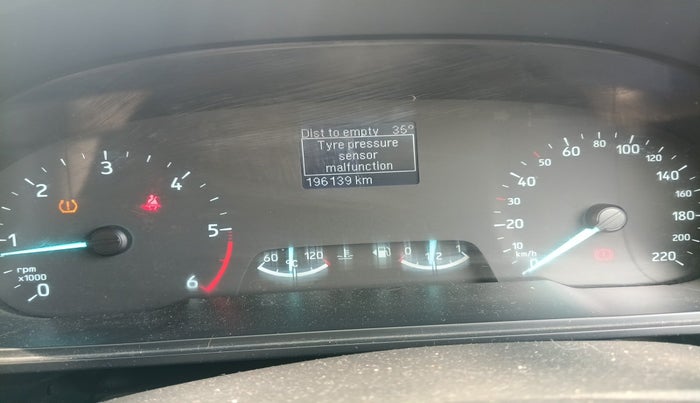 Dist to empty 35°
Tyre pressure
sensor
malfunction
196139 km
1 2 3 4 5 6 0
rpm
x1000
60 °C 120
0 1/2 1
0 10 20 30 40 50 60 80 100 120 140 160 180 200 220
km/h